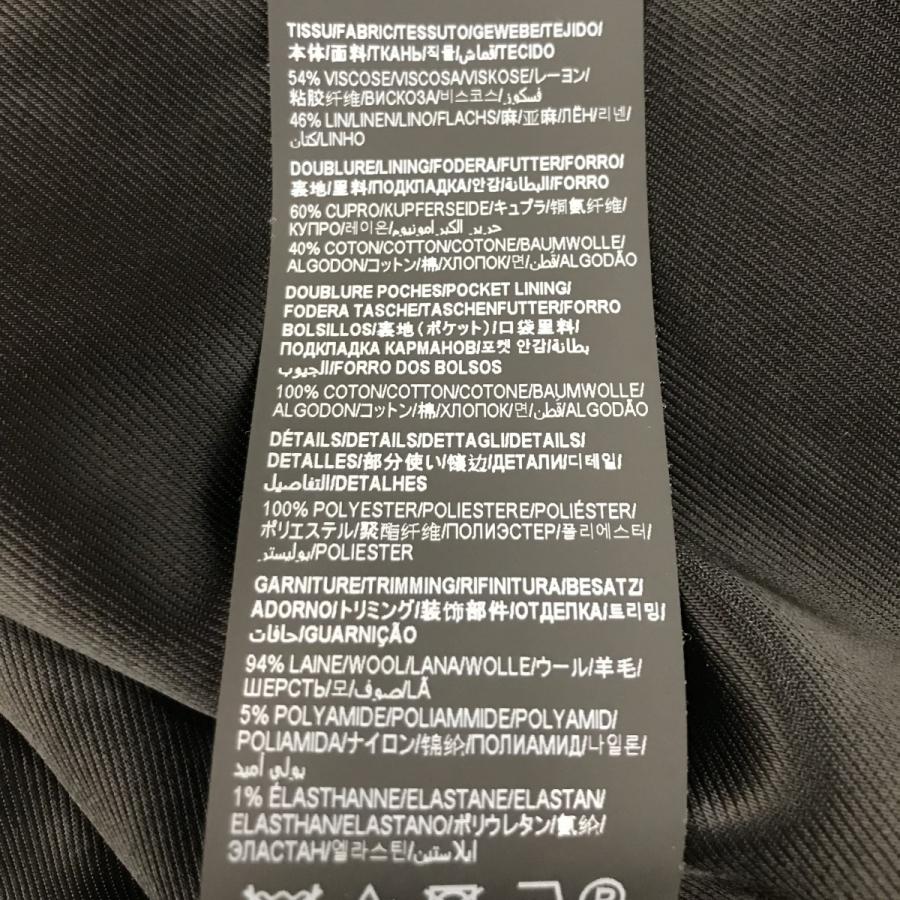 TISSU/FABRIC/TESSUTO/GEWEBE/TEJIDO/
本体/面料/ТКАНЬ/직물/قماش/TECIDO
54% VISCOSE/VISCOSA/VISKOSE/レーヨン/
粘胶纤维/ВИСКОЗА/비스코스/فسكوز
46% LIN/LINEN/LINO/FLACHS/麻/亚麻/ЛЁН/리넨/
كتان/LINHO
DOUBLURE/LINING/FODERA/FUTTER/FORRO/
裏地/里料/ПОДКЛАДКА/안감/البطانة/FORRO
60% CUPRO/KUPFERSEIDE/キュプラ/铜氨纤维/
КУПРО/레이온/حرير الكبرامونيوم
40% COTON/COTTON/COTONE/BAUMWOLLE/
ALGODON/コットン/棉/ХЛОПОК/면/قطن/ALGODÃO
DOUBLURE POCHES/POCKET LINING/
FODERA TASCHE/TASCHENFUTTER/FORRO
BOLSILLOS/裏地(ポケット)/口袋里料/
ПОДКЛАДКА КАРМАНОВ/포켓 안감/بطانة
الجيوب/FORRO DOS BOLSOS
100% COTON/COTTON/COTONE/BAUMWOLLE/
ALGODON/コットン/棉/ХЛОПОК/면/قطن/ALGODÃO
DÉTAILS/DETAILS/DETTAGLI/DETAILS/
DETALLES/部分使い/镶边/ДЕТАЛИ/디테일/
التفاصيل/DETALHES
100% POLYESTER/POLIESTERE/POLIÉSTER/
ポリエステル/聚酯纤维/ПОЛИЭСТЕР/폴리에스터/
بوليستر/POLIESTER
GARNITURE/TRIMMING/RIFINITURA/BESATZ/
ADORNO/トリミング/装饰部件/ОТДЕПКА/트리밍/
حافات/GUARNIÇÃO
94% LAINE/WOOL/LANA/WOLLE/ウール/羊毛/
ШЕРСТЬ/모/صوف/LÃ
5% POLYAMIDE/POLIAMMIDE/POLYAMID/
POLIAMIDA/ナイロン/锦纶/ПОЛИАМИД/나일론/
بولي أميد
1% ÉLASTHANNE/ELASTANE/ELASTAN/
ELASTHAN/ELASTANO/ポリウレタン/氨纶/
ЭЛАСТАН/엘라스틴/إيلاستين
P